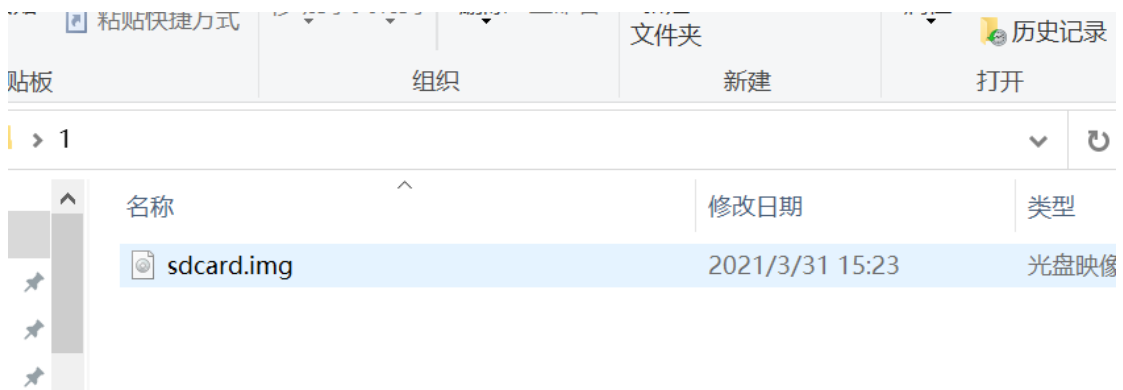 粘贴快捷方式
文件夹
历史记录
贴板
组织
新建
打开
1
名称
修改日期
类型
sdcard.img
2021/3/31 15:23
光盘映像